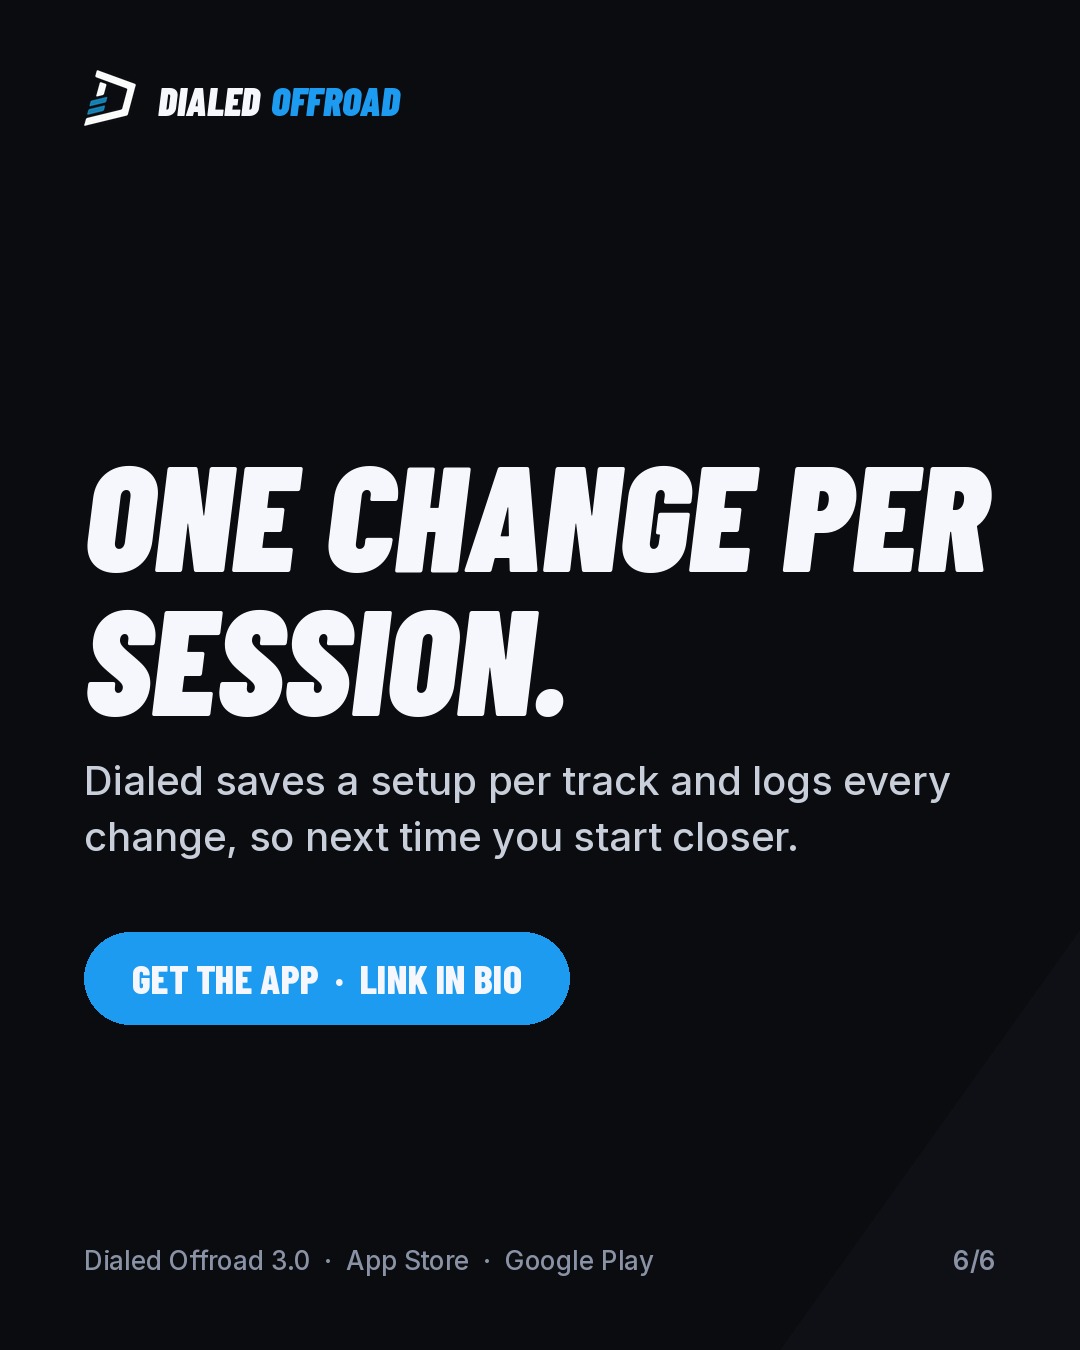 DIALED OFFROAD
ONE CHANGE PER
SESSION.
Dialed saves a setup per track and logs every
change, so next time you start closer.
GET THE APP · LINK IN BIO
Dialed Offroad 3.0 · App Store · Google Play
6/6